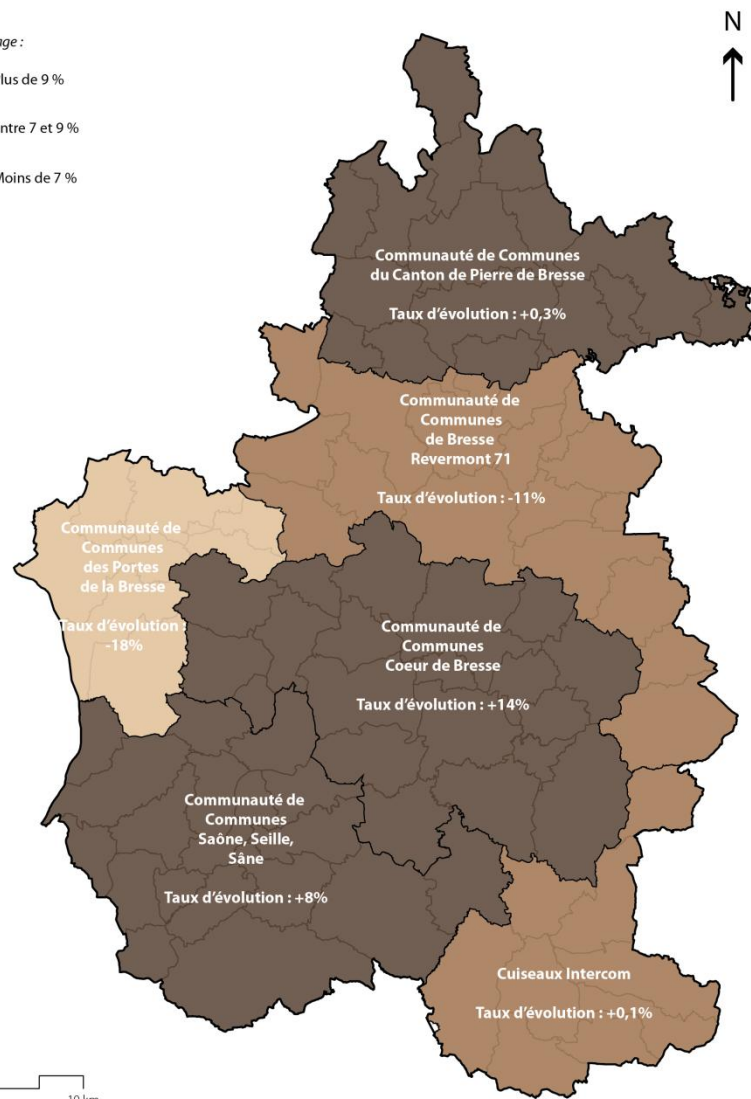 N
age :
lus de 9 %
ntre 7 et 9 %
Moins de 7 %
Communauté de Communes
du Canton de Pierre de Bresse
Taux d'évolution : +0,3%
Communauté de
Communes
de Bresse
Revermont 71
Taux d'évolution : -11%
Communauté de
Communes
des Portes
de la Bresse
Taux d'évolution :
-18%
Communauté de
Communes
Coeur de Bresse
Taux d'évolution : +14%
Communauté de
Communes
Saône, Seille,
Sâne
Taux d'évolution : +8%
Cuiseaux Intercom
Taux d'évolution : +0,1%
10 km